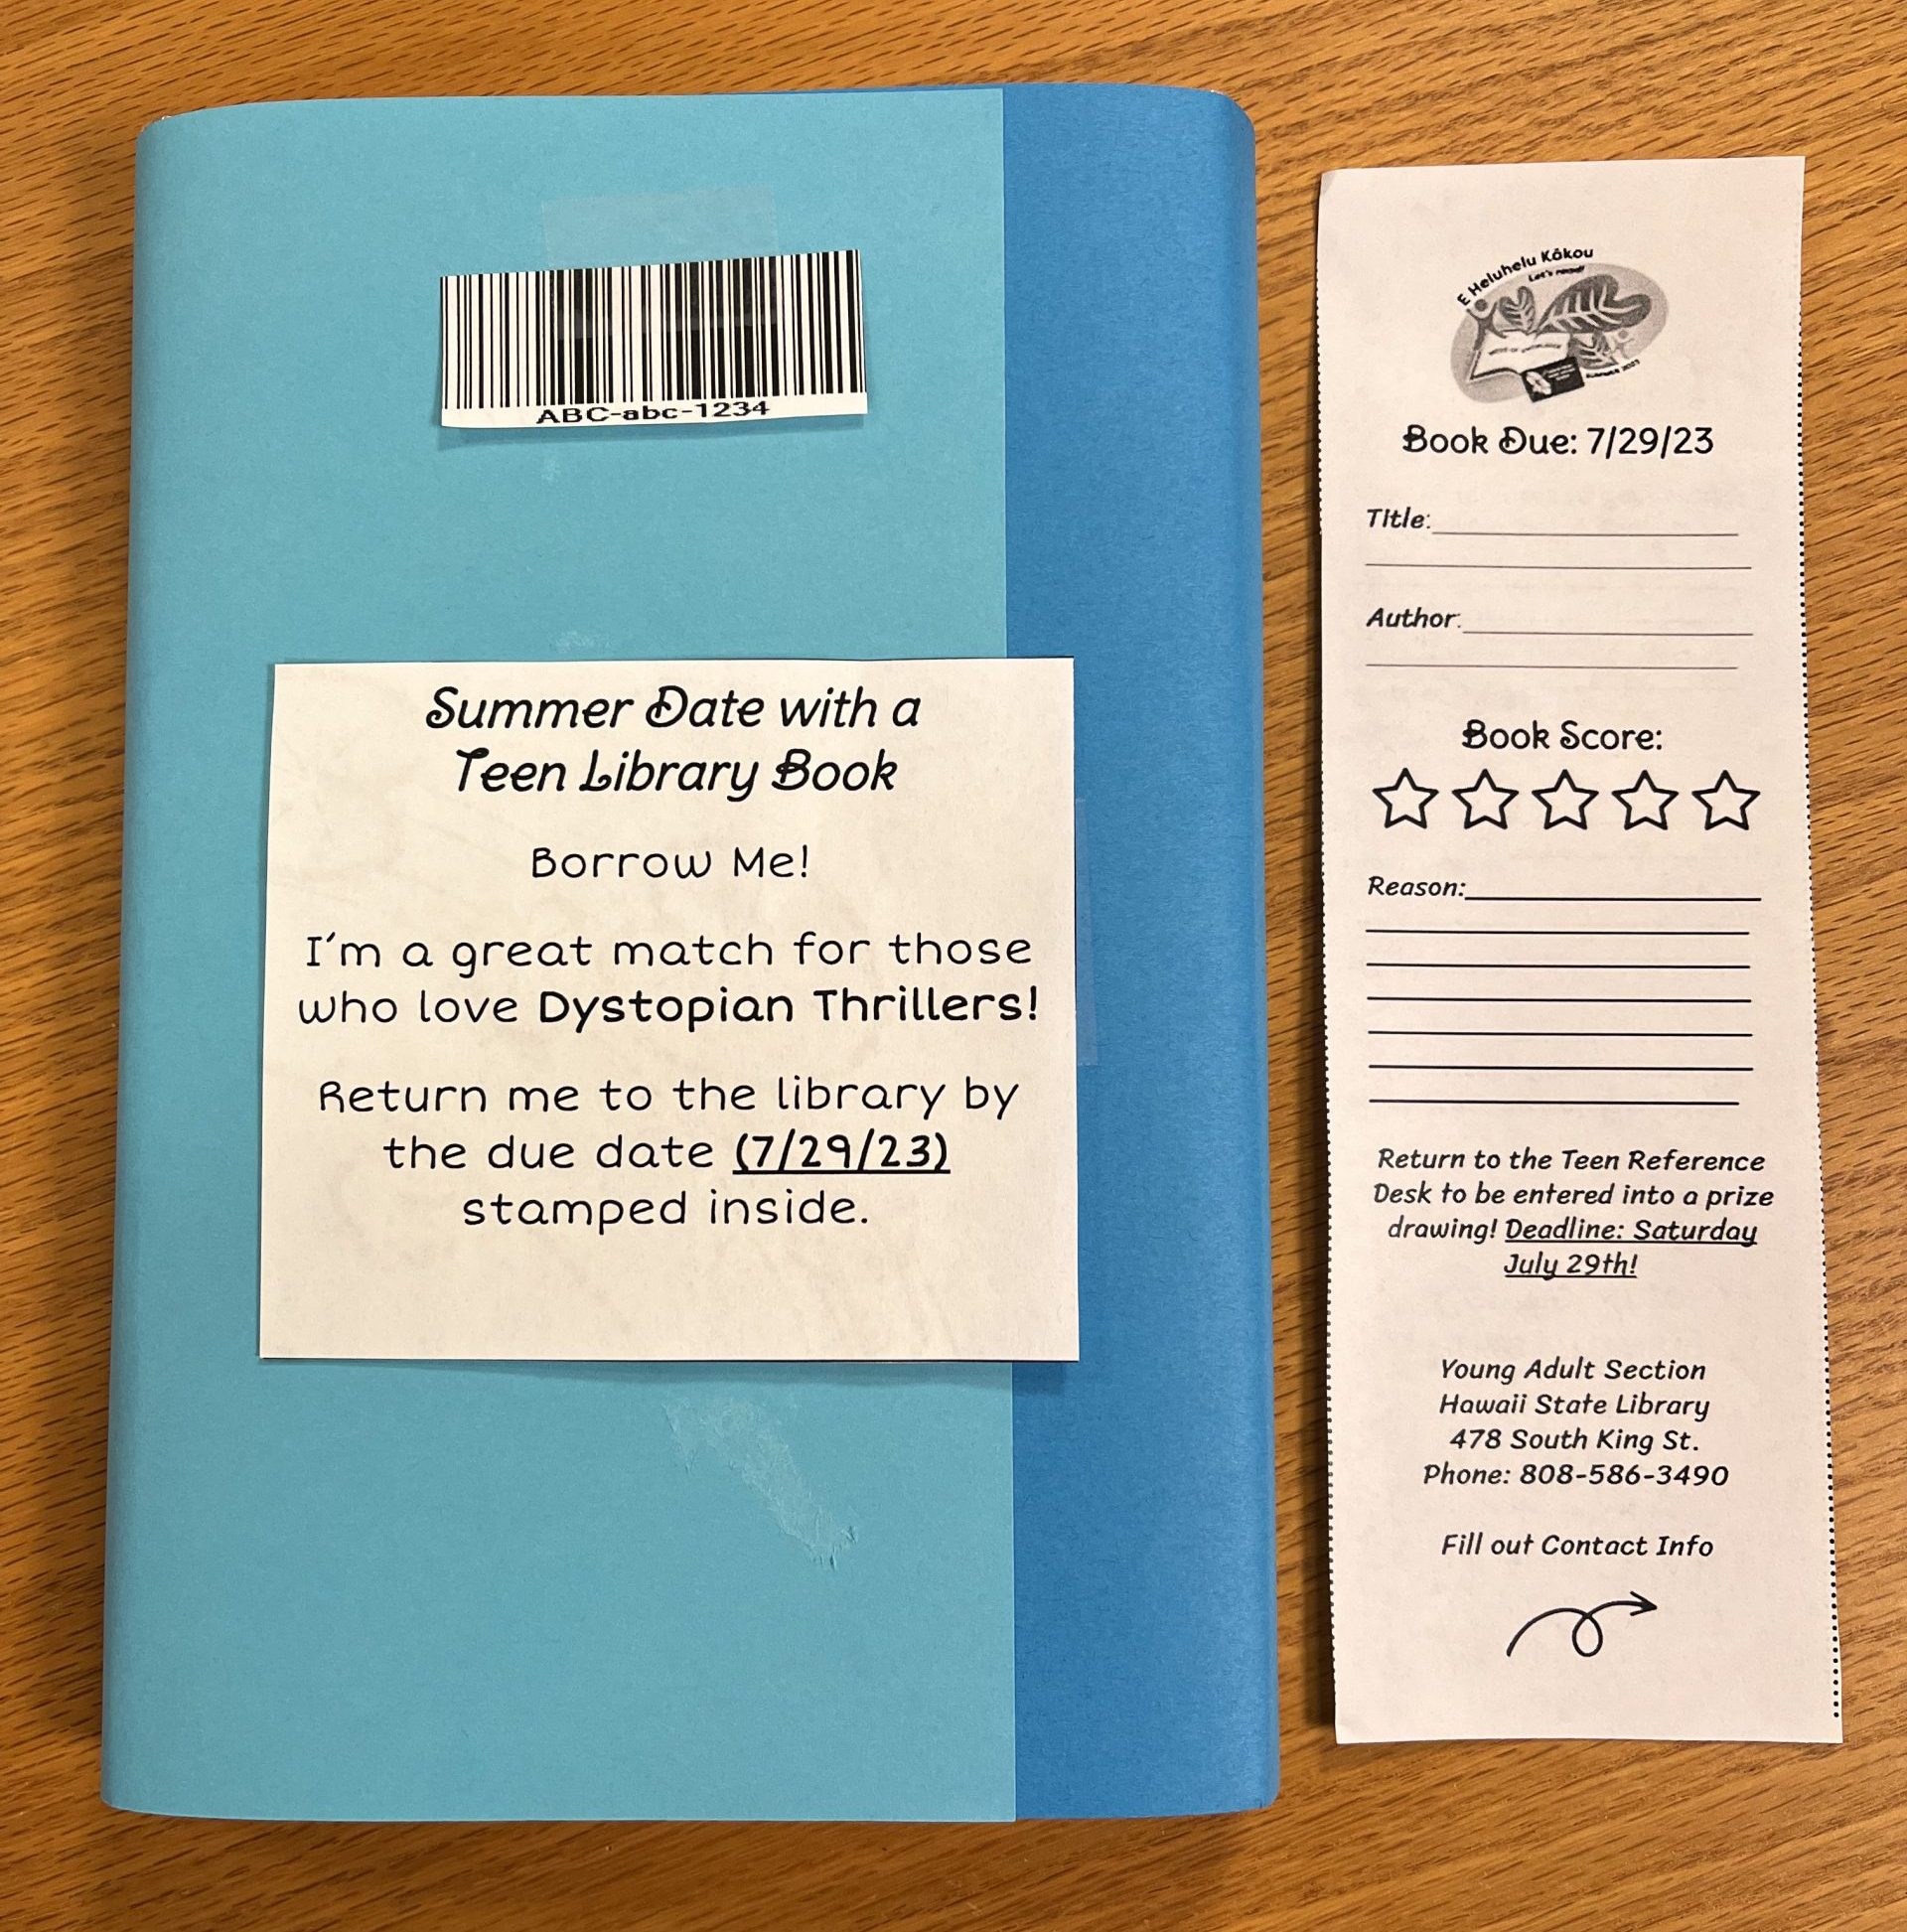 ABC-abc-1234
Summer Date with a
Teen Library Book
Borrow Me!
I'm a great match for those
who love Dystopian Thrillers!
Return me to the library by
the due date (7/29/23)
stamped inside.
E Heluhelu Kākou
Let's read!
SUMMER 2023
Book Due: 7/29/23
Title:
Author:
Book Score:
Reason:
Return to the Teen Reference
Desk to be entered into a prize
drawing! Deadline: Saturday
July 29th!
Young Adult Section
Hawaii State Library
478 South King St.
Phone: 808-586-3490
Fill out Contact Info